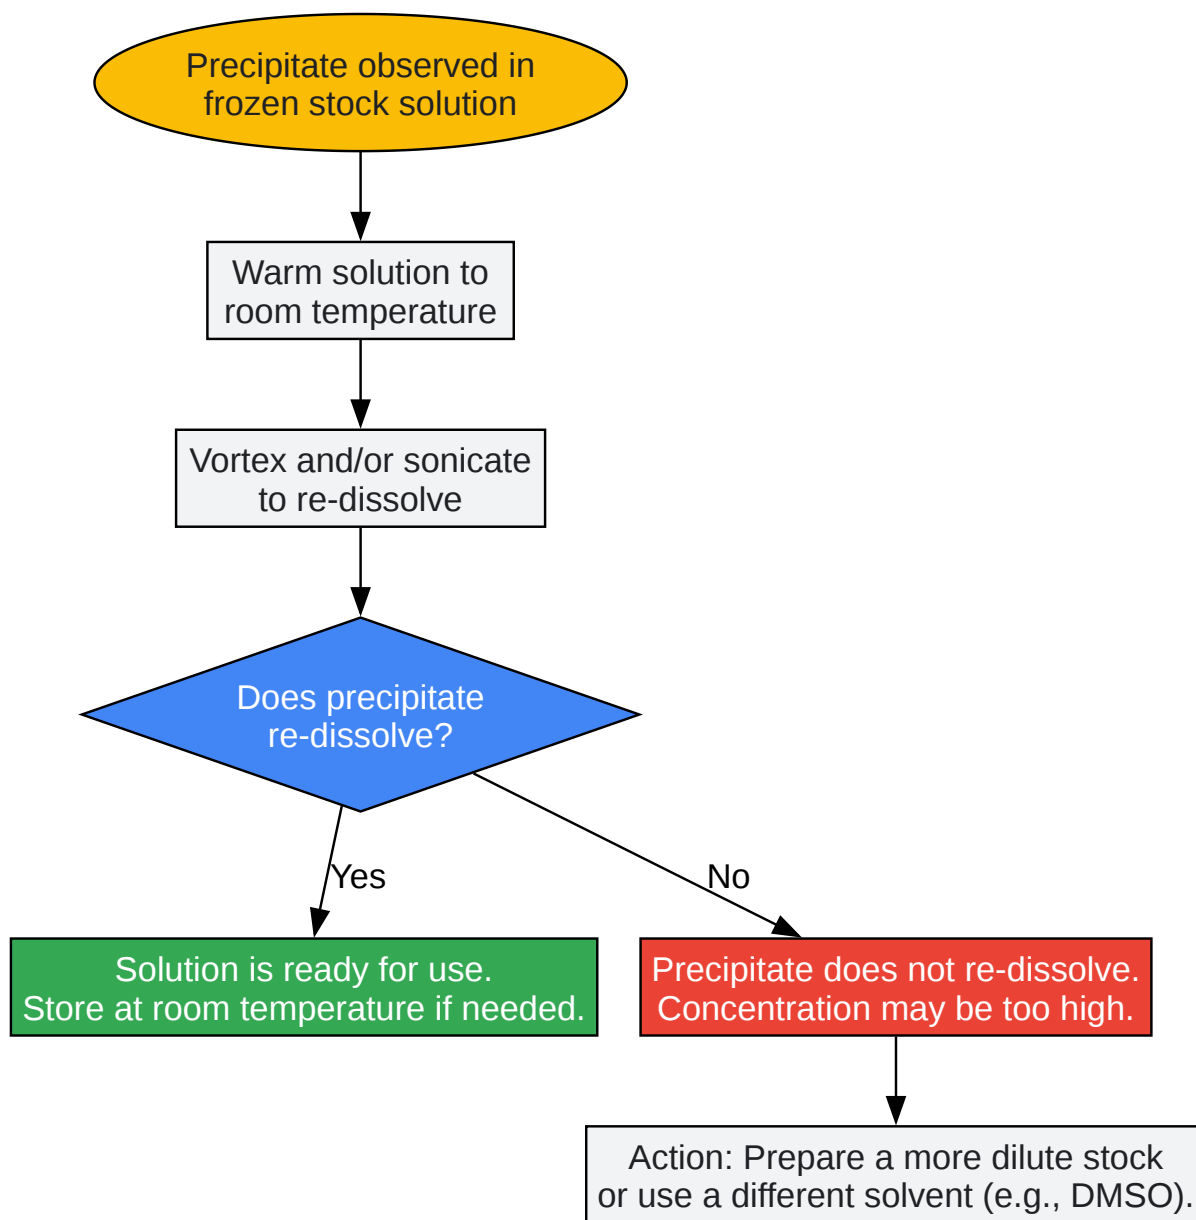 Precipitate observed in
frozen stock solution
Warm solution to
room temperature
Vortex and/or sonicate
to re-dissolve
Does precipitate
re-dissolve?
Yes
No
Solution is ready for use.
Store at room temperature if needed.
Precipitate does not re-dissolve.
Concentration may be too high.
Action: Prepare a more dilute stock
or use a different solvent (e.g., DMSO).